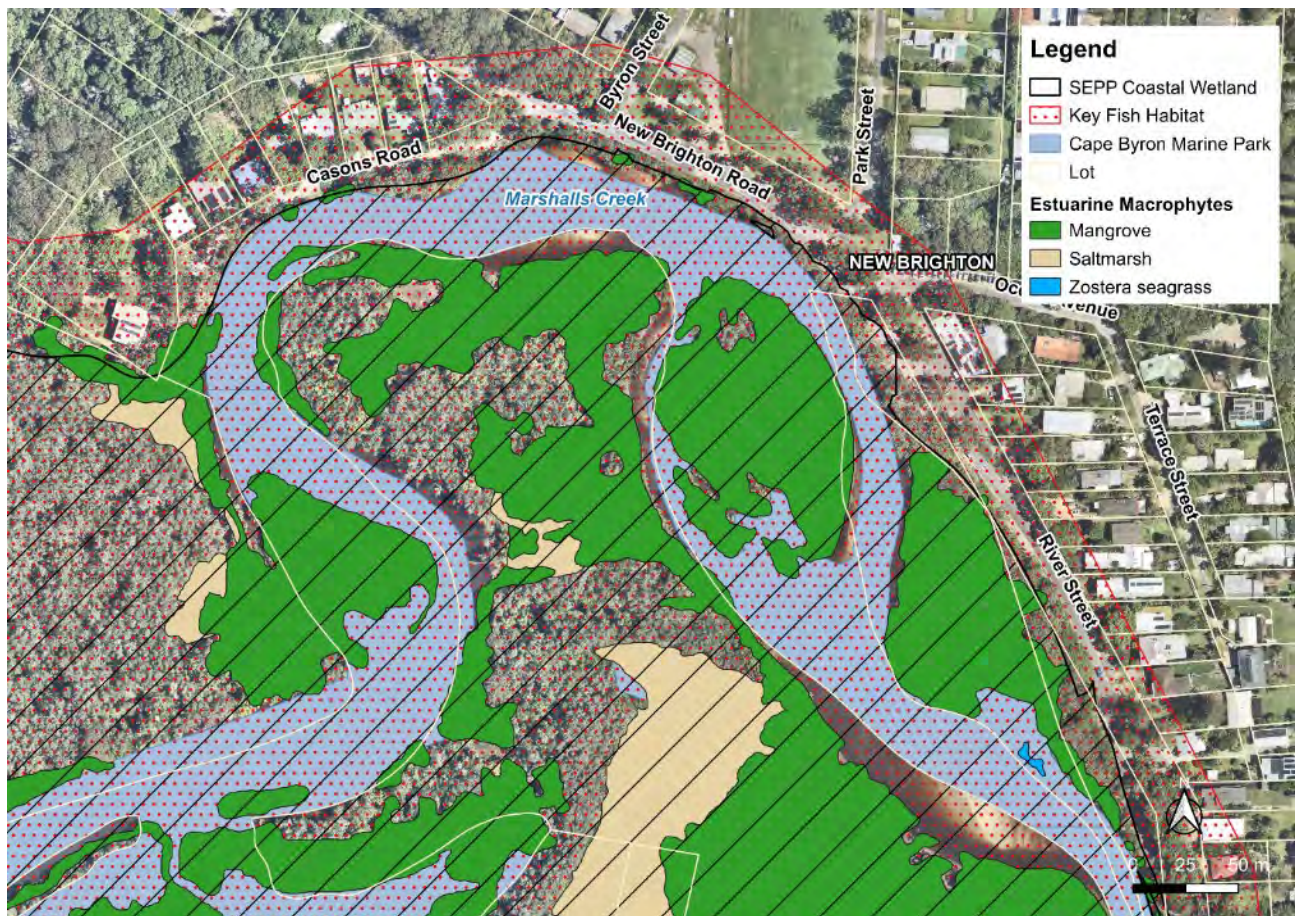 Legend
SEPP Coastal Wetland
Key Fish Habitat
Cape Byron Marine Park
Lot
Estuarine Macrophytes
Mangrove
Saltmarsh
Zostera seagrass
Byron Street
Park Street
New Brighton Road
Casons Road
Marshalls Creek
NEW BRIGHTON
Oc
venue
Terrace Street
River Street
0 25 50 m